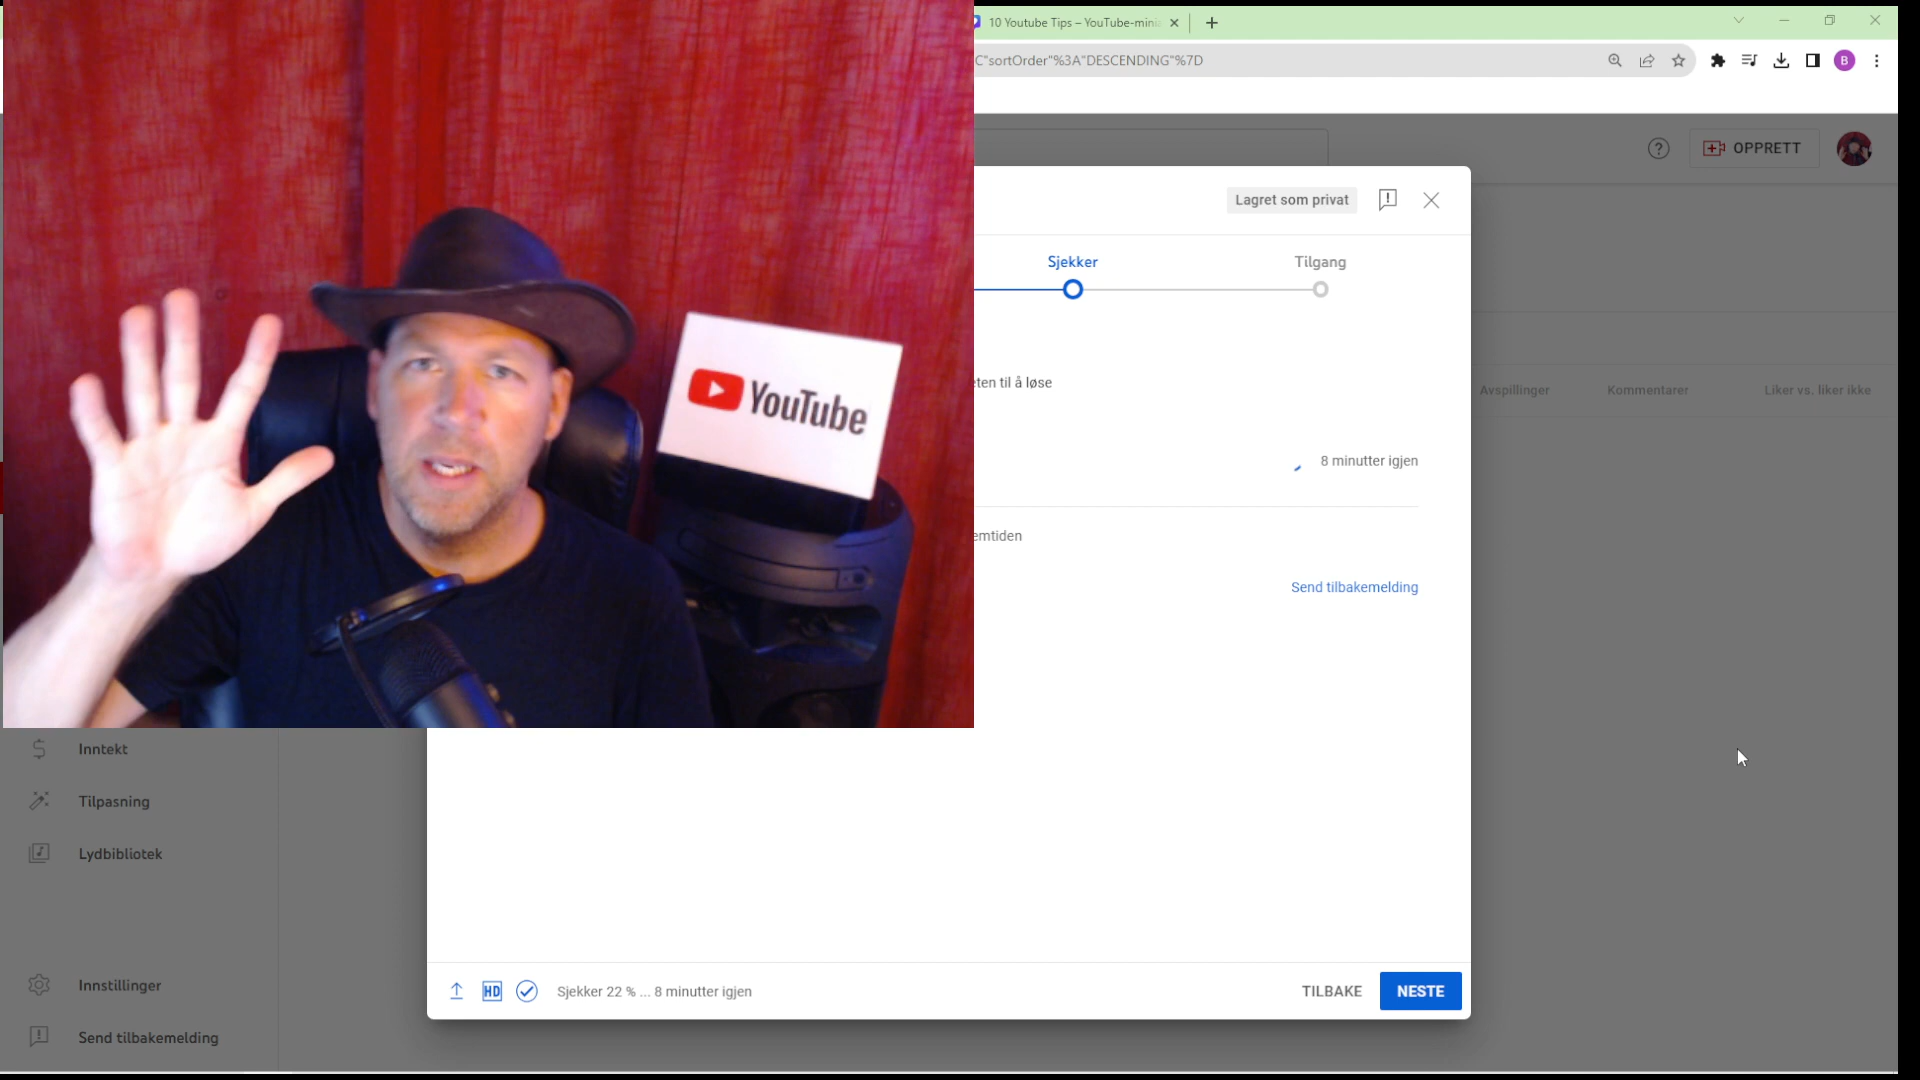 10 Youtube Tips – YouTube-mini
C"sortOrder"%3A"DESCENDING"%7D
B
OPPRETT
Lagret som privat
Sjekker
Tilgang
til å løse
Avspillinger
Kommentarer
Liker vs. liker ikke
YouTube
8 minutter igjen
Send tilbakemelding
Inntekt
Tilpasning
Lydbibliotek
Innstillinger
Send tilbakemelding
HD
Sjekker 22 % ... 8 minutter igjen
TILBAKE
NESTE